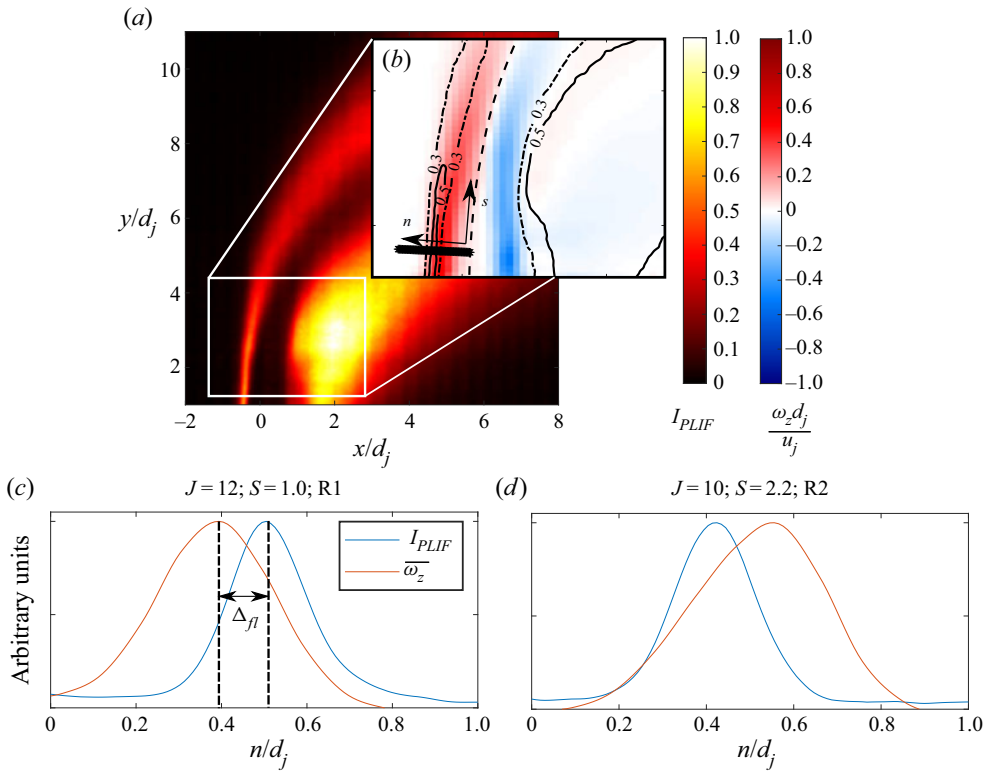 (a)
(b)
10
8
6
4
2
y/d_j
−2
0
2
4
6
8
x/d_j
0.3
0.5
0.3
0.5
0.3
0.5
n
s
1.0
0.9
0.8
0.7
0.6
0.5
0.4
0.3
0.2
0.1
0
I_PLIF
1.0
0.8
0.6
0.4
0.2
0
−0.2
−0.4
−0.6
−0.8
−1.0
ω_z d_j
u_j
(c)
J = 12; S = 1.0; R1
Arbitrary units
I_PLIF
ω_z
Δ_fl
0
0.2
0.4
0.6
0.8
1.0
n/d_j
(d)
J = 10; S = 2.2; R2
0
0.2
0.4
0.6
0.8
1.0
n/d_j